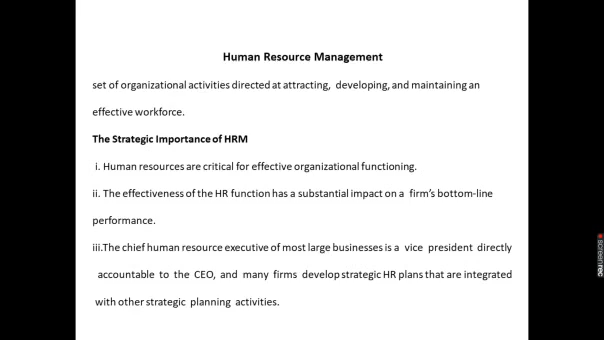 Human Resource Management
set of organizational activities directed at attracting, developing, and maintaining an
effective workforce.
The Strategic Importance of HRM
i. Human resources are critical for effective organizational functioning.
ii. The effectiveness of the HR function has a substantial impact on a firm's bottom-line
performance.
iii.The chief human resource executive of most large businesses is a vice president directly
accountable to the CEO, and many firms develop strategic HR plans that are integrated
with other strategic planning activities.
screenrec